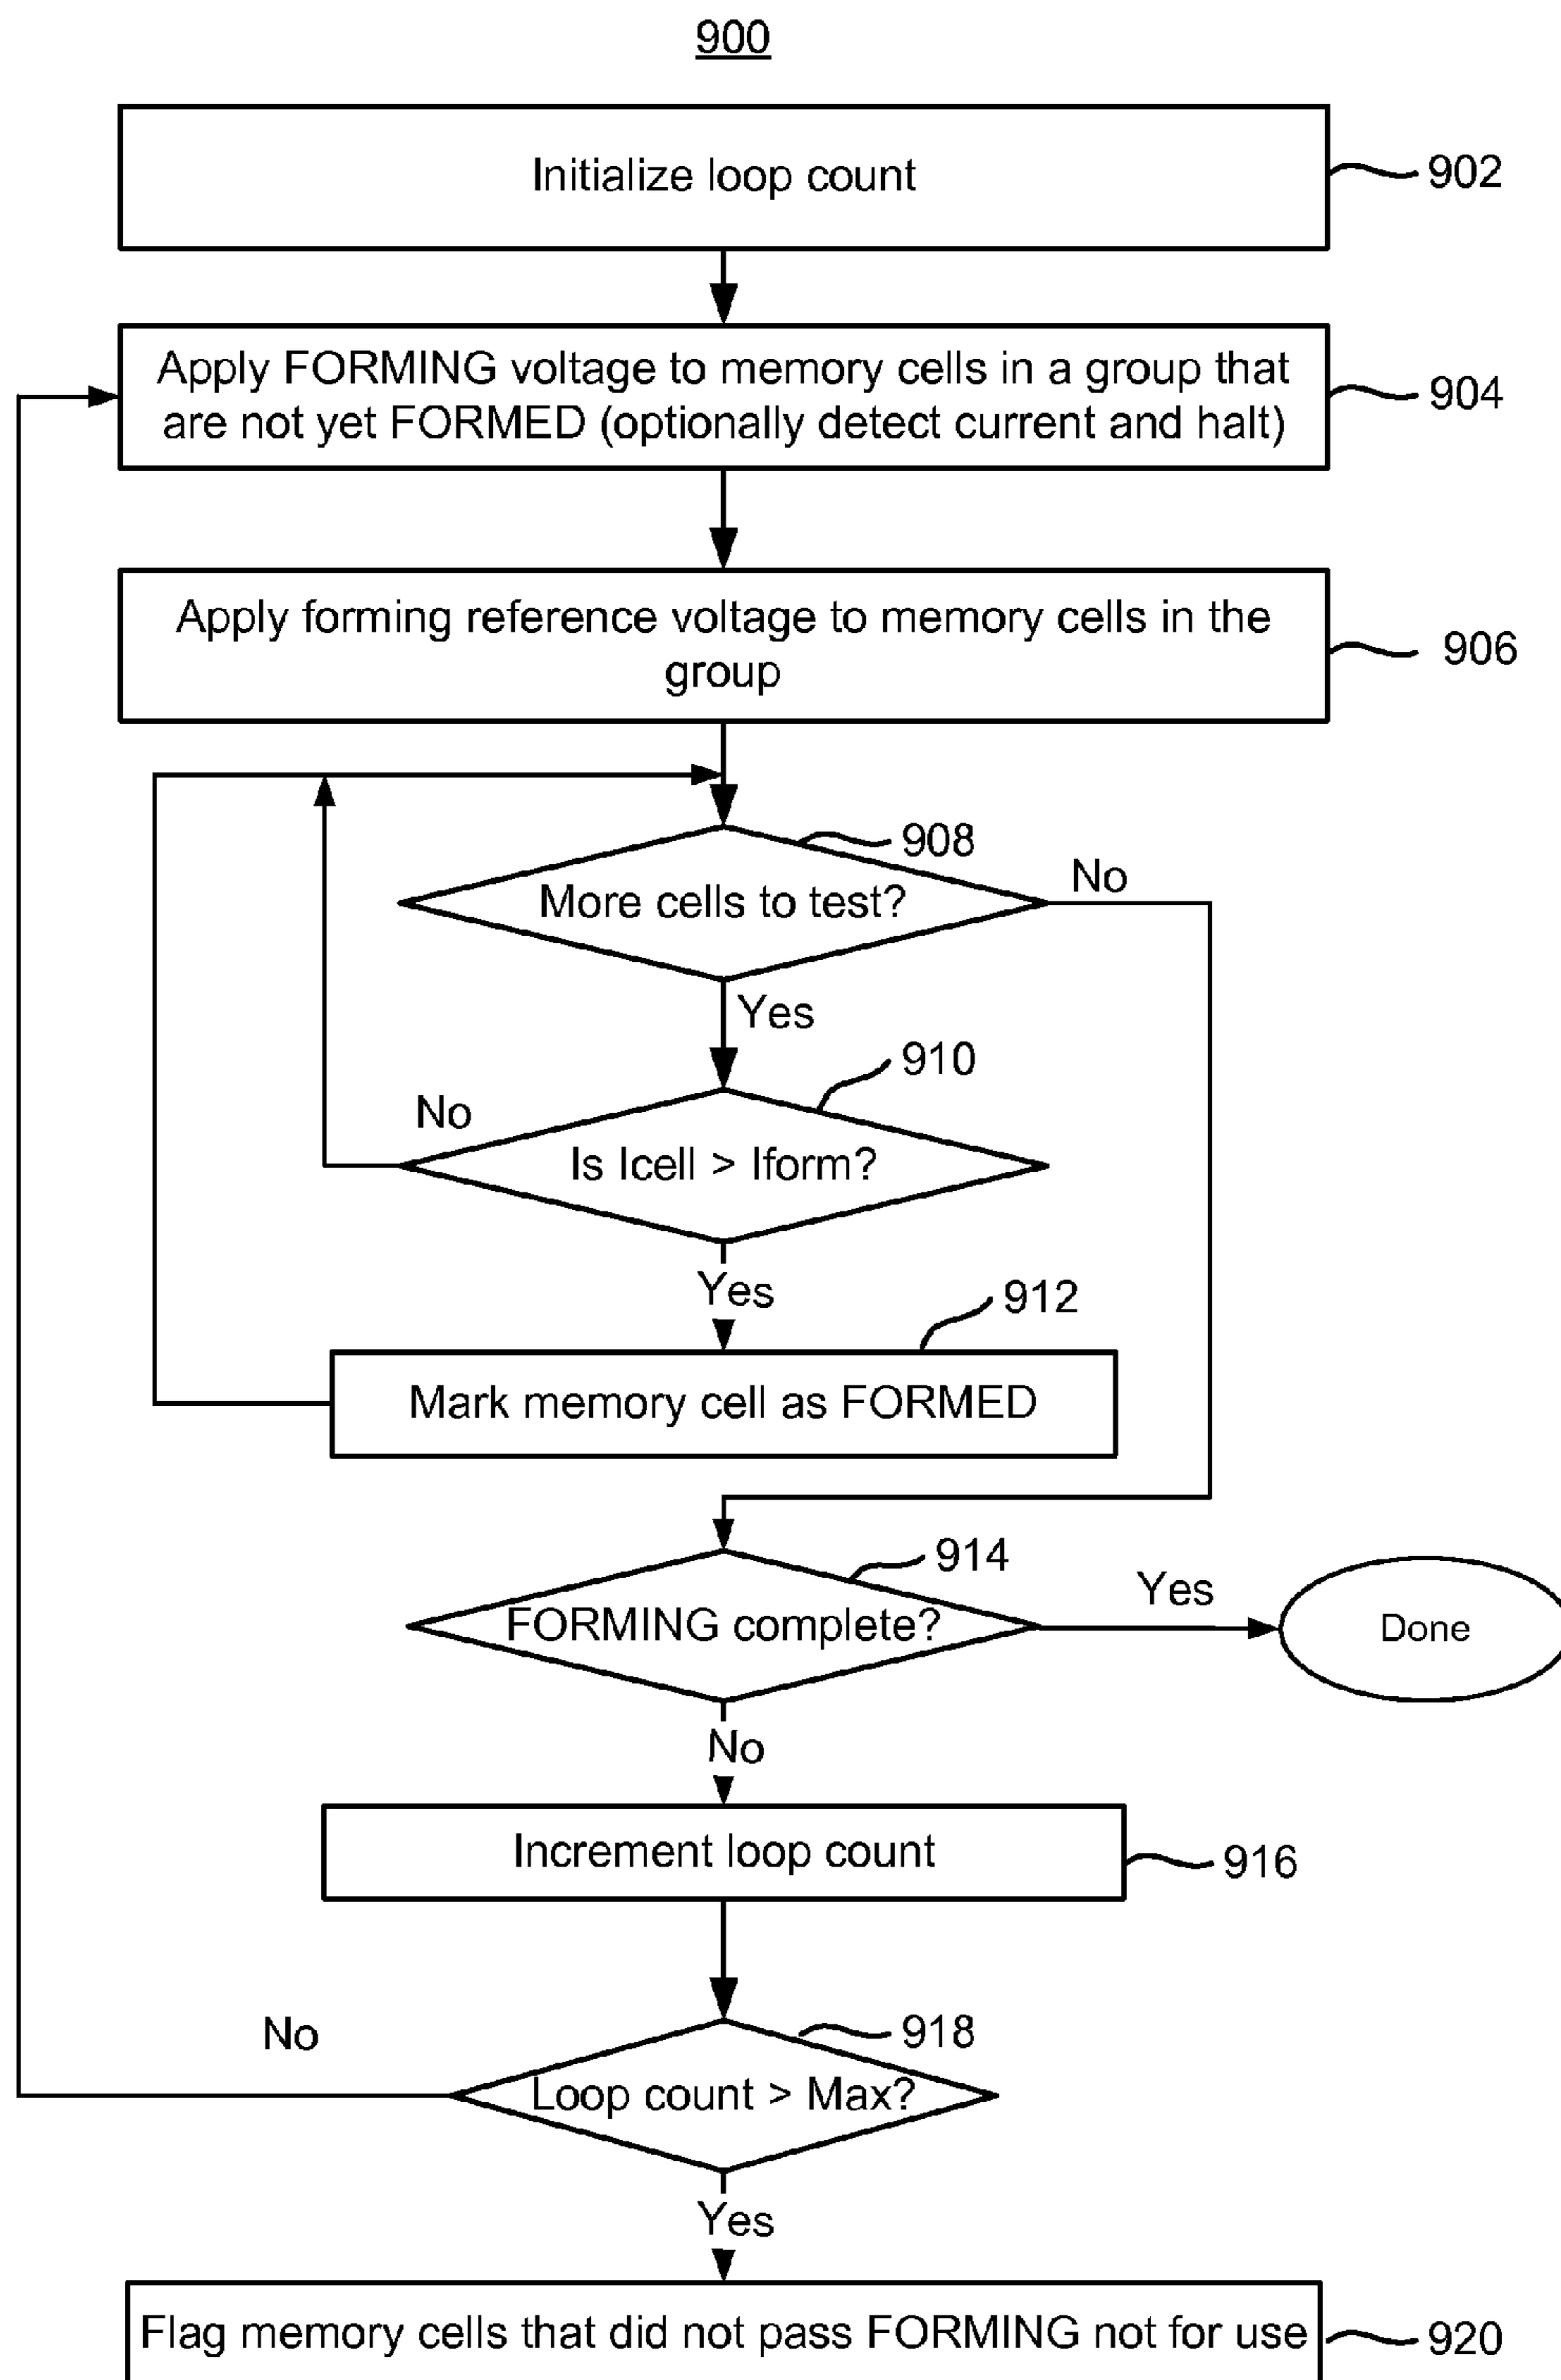 900
Initialize loop count
902
Apply FORMING voltage to memory cells in a group that
are not yet FORMED (optionally detect current and halt)
904
Apply forming reference voltage to memory cells in the
group
906
908
More cells to test?
No
Yes
910
No
Is Icell > Iform?
Yes
912
Mark memory cell as FORMED
914
Yes
FORMING complete?
Done
No
Increment loop count
916
No
918
Loop count > Max?
Yes
Flag memory cells that did not pass FORMING not for use
920